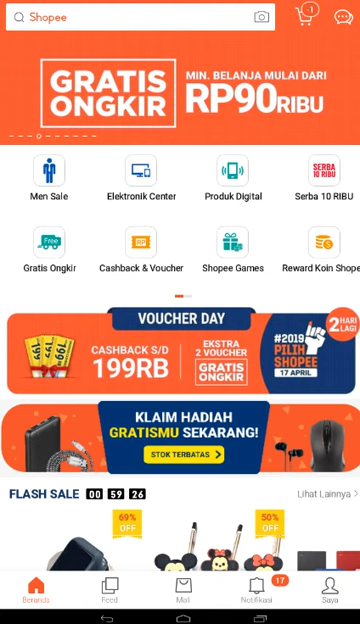 Shopee
1
GRATIS
ONGKIR
MIN. BELANJA MULAI DARI
RP90RIBU
SERBA
10 RIBU
Men Sale
Elektronik Center
Produk Digital
Serba 10 RIBU
Free
RP
S
Gratis Ongkir
Cashback & Voucher
Shopee Games
Reward Koin Shope
VOUCHER DAY
2 HARI
LAGI
199RB
199RB
CASHBACK S/D
199RB
EKSTRA
2 VOUCHER
GRATIS
ONGKIR
#2019
PILIH
SHOPEE
17 APRIL
KLAIM HADIAH
GRATISMU SEKARANG!
STOK TERBATAS >
FLASH SALE 00 59 26
Lihat Lainnya >
69%
OFF
50%
OFF
17
Beranda
Feed
Mall
Notifikasi
Saya